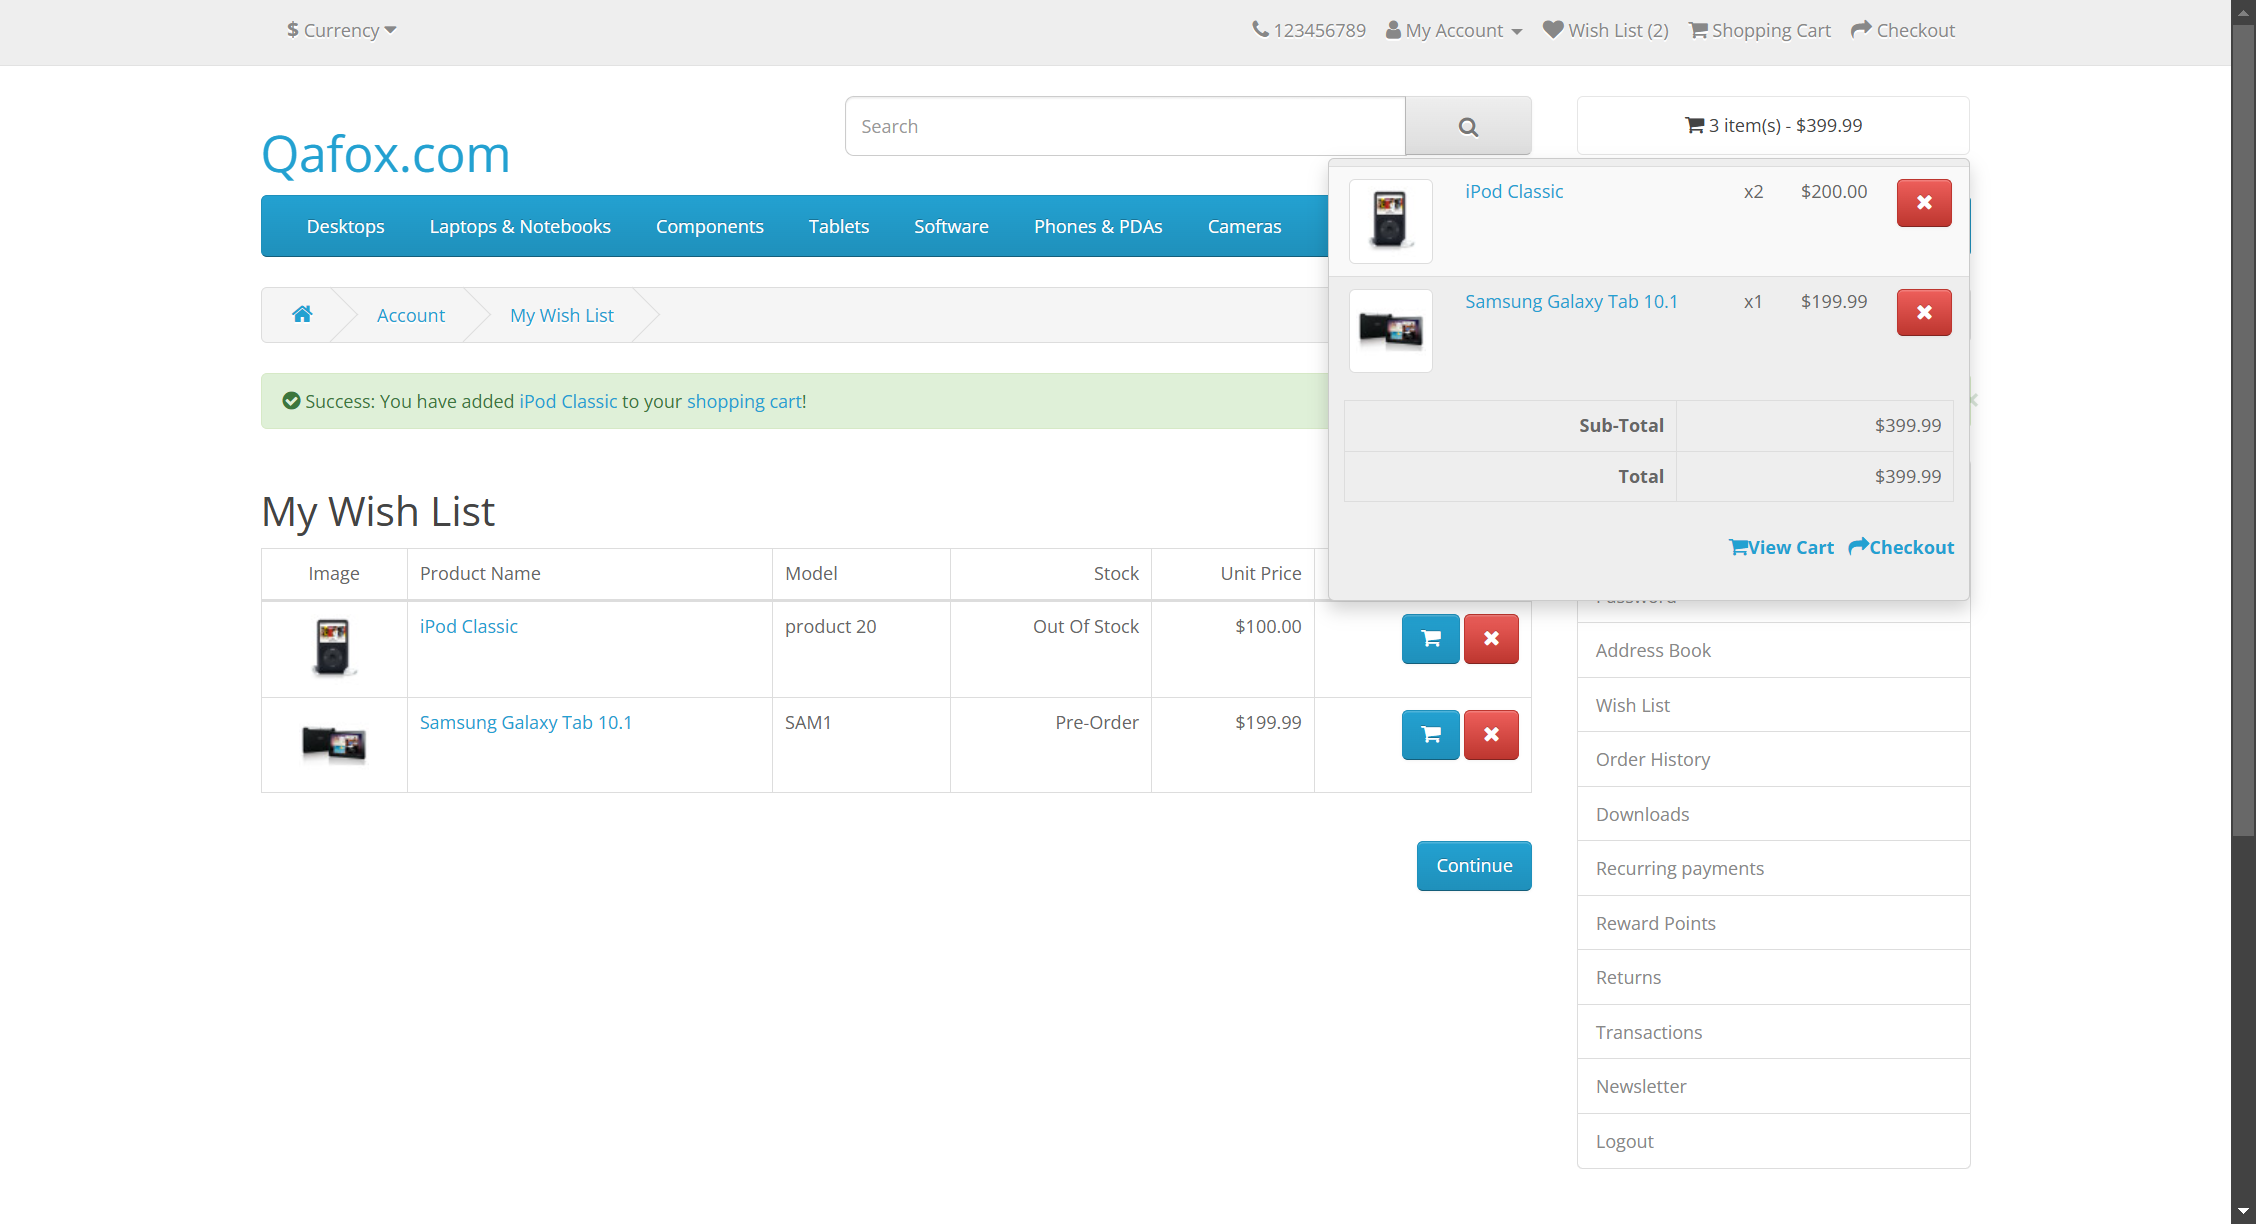 $ Currency
123456789 My Account Wish List (2) Shopping Cart Checkout
Qafox.com
Search
3 item(s) - $399.99
Desktops Laptops & Notebooks Components Tablets Software Phones & PDAs Cameras
iPod Classic x2 $200.00
Samsung Galaxy Tab 10.1 x1 $199.99
Sub-Total $399.99
Total $399.99
View Cart Checkout
Account My Wish List
Success: You have added iPod Classic to your shopping cart!
My Wish List
Image Product Name Model Stock Unit Price
iPod Classic product 20 Out Of Stock $100.00
Samsung Galaxy Tab 10.1 SAM1 Pre-Order $199.99
Continue
Password
Address Book
Wish List
Order History
Downloads
Recurring payments
Reward Points
Returns
Transactions
Newsletter
Logout